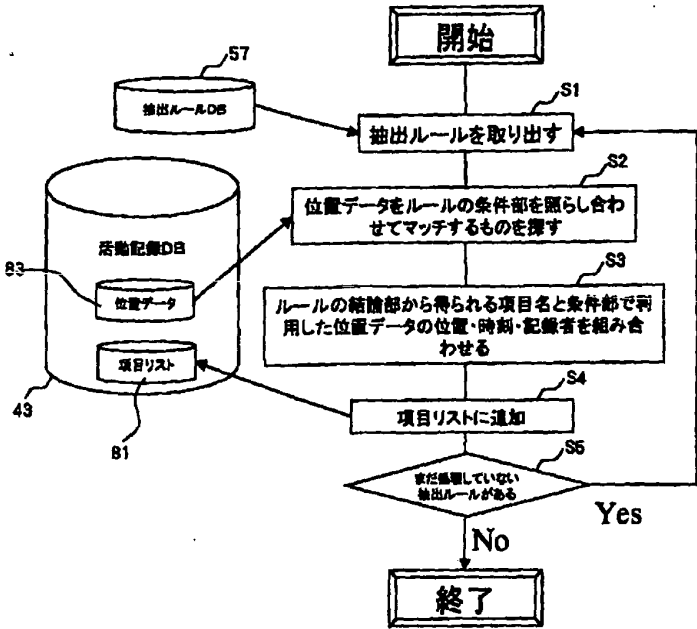 開始
57
抽出ルールDB
S1
抽出ルールを取り出す
S2
位置データをルールの条件部を照らし合わ
せてマッチするものを探す
活動記録DB
83
位置データ
S3
ルールの結論部から得られる項目名と条件部で利
用した位置データの位置・時刻・記録者を組み合
わせる
項目リスト
43
81
S4
項目リストに追加
S5
まだ処理していない
抽出ルールがある
Yes
No
終了